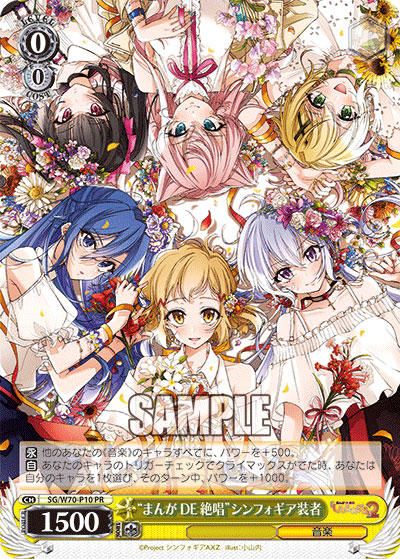 LEVEL
0
0
COST
SAMPLE
永 他のあなたの《音楽》のキャラすべてに、パワーを+500。
自 あなたのキャラのトリガーチェックでクライマックスがでた時、あなたは
自分のキャラを1枚選び、そのターン中、パワーを+1000。
CH SG/W70-P10 PR
1500
“まんが DE 絶唱”シンフォギア装者
音楽
©Project シンフォギアAXZ illust:小山内